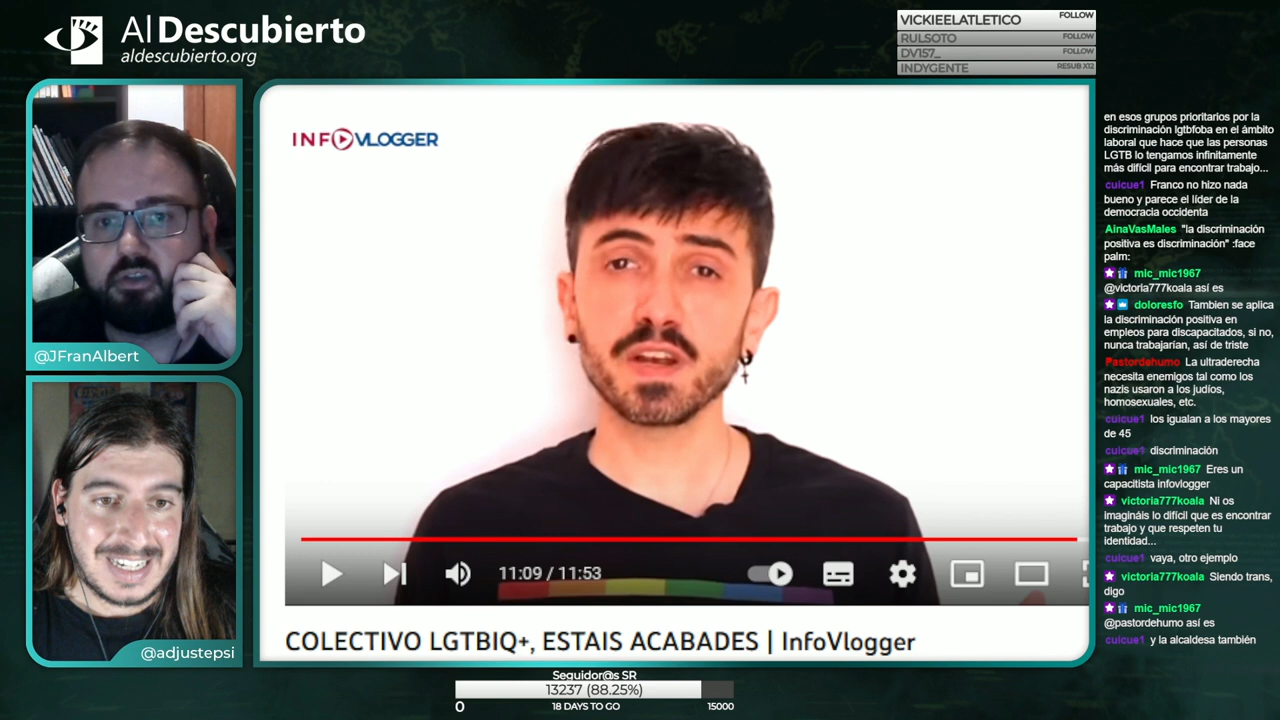 Al Descubierto
aldescubierto.org
VICKIEELATLETICO FOLLOW
RULSOTO FOLLOW
DV157_ FOLLOW
INDYGENTE RESUB X12
@JFranAlbert
@adjustepsi
INFOVLOGGER
11:09 / 11:53
COLECTIVO LGTBIQ+, ESTAIS ACABADES | InfoVlogger
en esos grupos prioritarios por la
discriminación lgtbfoba en el ámbito
laboral que hace que las personas
LGTB lo tengamos infinitamente
más difícil para encontrar trabajo...
cuicue1 Franco no hizo nada
bueno y parece el líder de la
democracia occidenta
AinaVasMales "la discriminación
positiva es discriminación" :face
palm:
mic_mic1967
@victoria777koala así es
doloresfo Tambien se aplica
la discriminación positiva en
empleos para discapacitados, si no,
nunca trabajarían, así de triste
Pastordehumo La ultraderecha
necesita enemigos tal como los
nazis usaron a los judíos,
homosexuales, etc.
cuicue1 los igualan a los mayores
de 45
cuicue1 discriminación
mic_mic1967 Eres un
capacitista infovlogger
victoria777koala Ni os
imagináis lo difícil que es encontrar
trabajo y que respeten tu
identidad...
cuicue1 vaya, otro ejemplo
victoria777koala Siendo trans,
digo
mic_mic1967
@pastordehumo así es
cuicue1 y la alcaldesa también
Seguidor@s SR
13237 (88.25%)
0 18 DAYS TO GO 15000